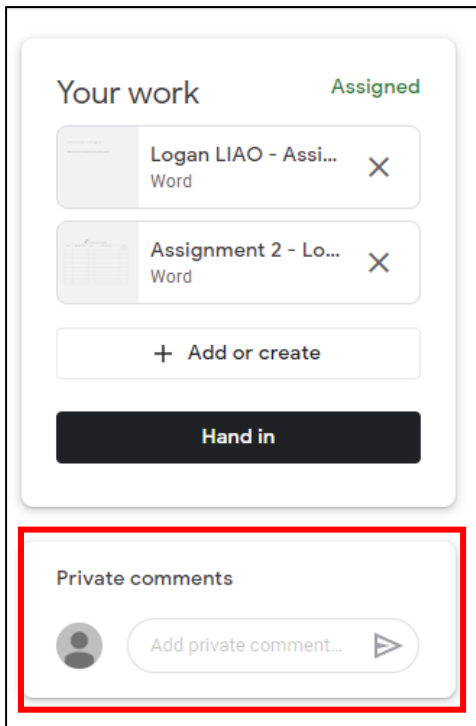 Your work
Assigned
Logan LIAO - Assi...
Word
Assignment 2 - Lo...
Word
+ Add or create
Hand in
Private comments
Add private comment...